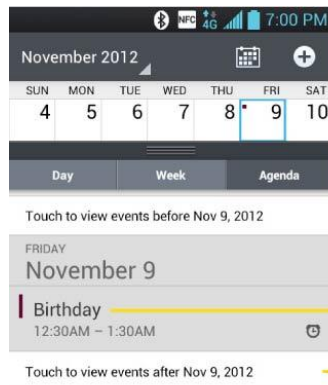 NFC 4G 7:00 PM
November 2012
SUN MON TUE WED THU FRI SAT
4 5 6 7 8 9 10
Day Week Agenda
Touch to view events before Nov 9, 2012
FRIDAY
November 9
Birthday
12:30AM – 1:30AM
Touch to view events after Nov 9, 2012